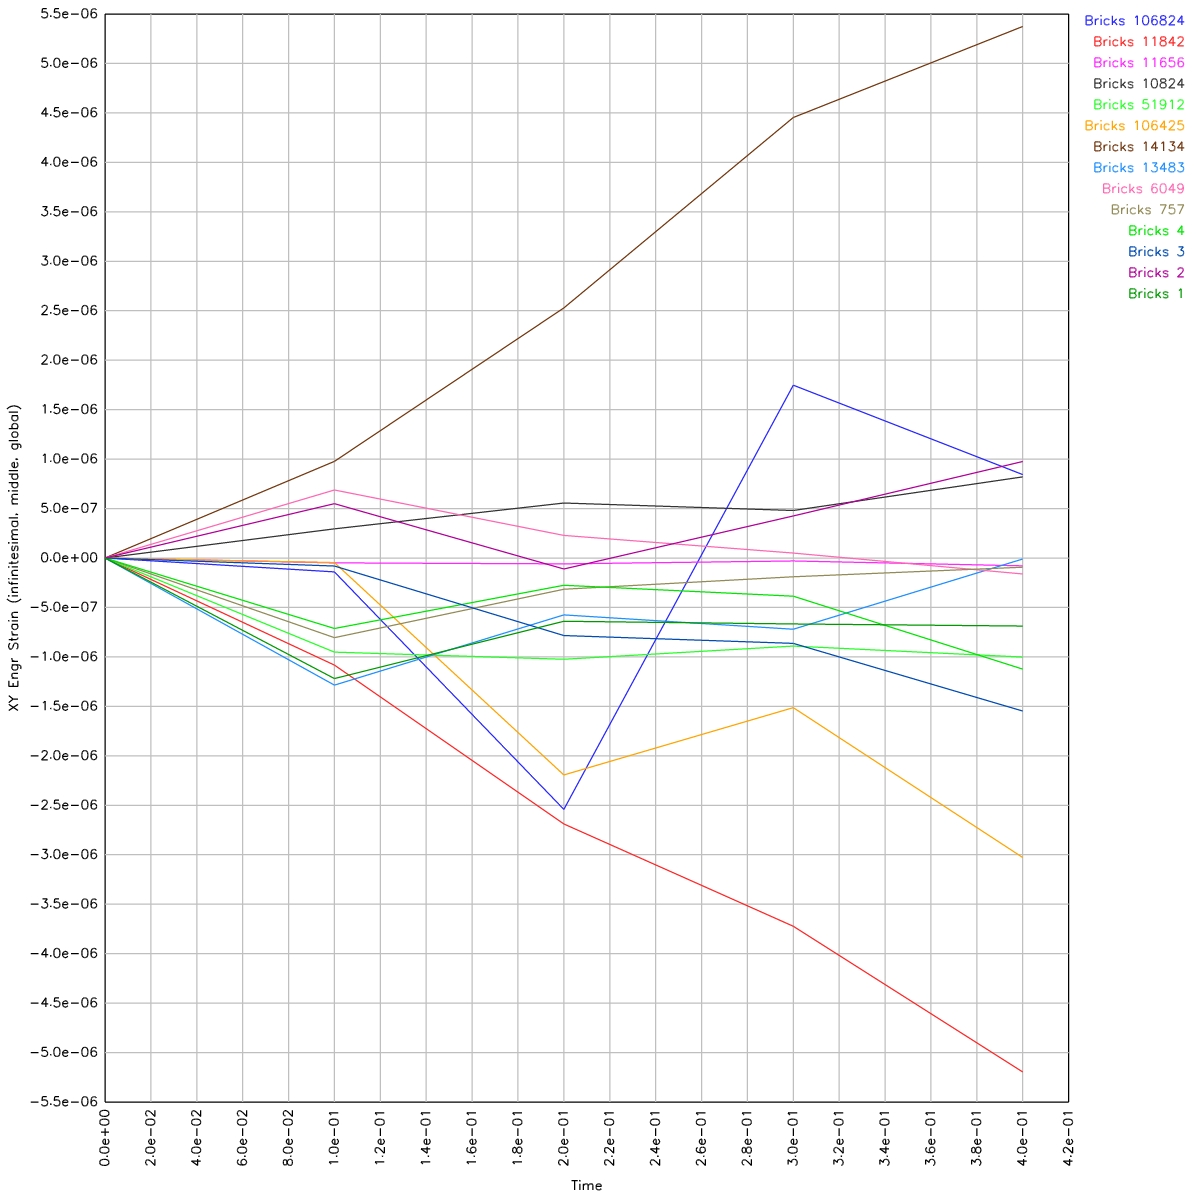 5.5e-06
5.0e-06
4.5e-06
4.0e-06
3.5e-06
3.0e-06
2.5e-06
2.0e-06
1.5e-06
1.0e-06
5.0e-07
0.0e+00
-5.0e-07
-1.0e-06
-1.5e-06
-2.0e-06
-2.5e-06
-3.0e-06
-3.5e-06
-4.0e-06
-4.5e-06
-5.0e-06
-5.5e-06
XY Engr Strain (infinitesimal, middle, global)
0.0e+00
2.0e-02
4.0e-02
6.0e-02
8.0e-02
1.0e-01
1.2e-01
1.4e-01
1.6e-01
1.8e-01
2.0e-01
2.2e-01
2.4e-01
2.6e-01
2.8e-01
3.0e-01
3.2e-01
3.4e-01
3.6e-01
3.8e-01
4.0e-01
4.2e-01
Time
Bricks 106824
Bricks 11842
Bricks 11656
Bricks 10824
Bricks 51912
Bricks 106425
Bricks 14134
Bricks 13483
Bricks 6049
Bricks 757
Bricks 4
Bricks 3
Bricks 2
Bricks 1